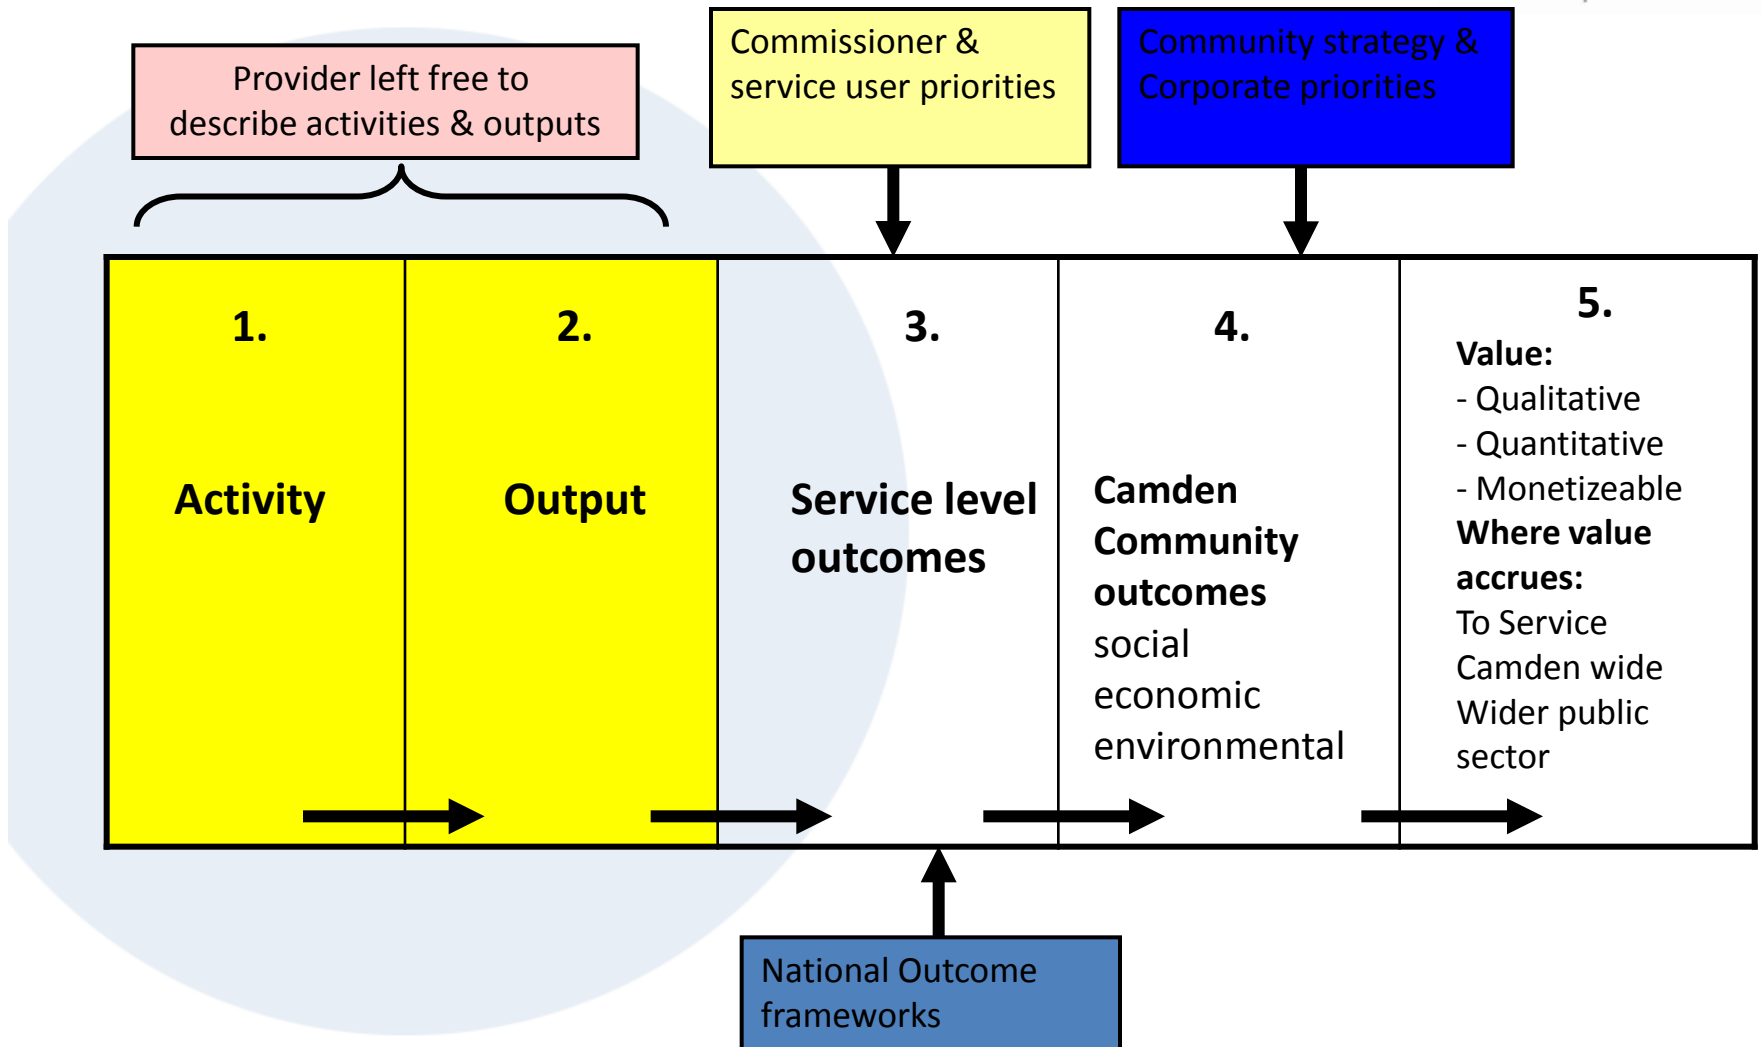 Provider left free to
describe activities & outputs
Commissioner &
service user priorities
Community strategy &
Corporate priorities
1.
Activity
2.
Output
3.
Service level
outcomes
4.
Camden
Community
outcomes
social
economic
environmental
5.
Value:
- Qualitative
- Quantitative
- Monetizeable
Where value
accrues:
To Service
Camden wide
Wider public
sector
National Outcome
frameworks